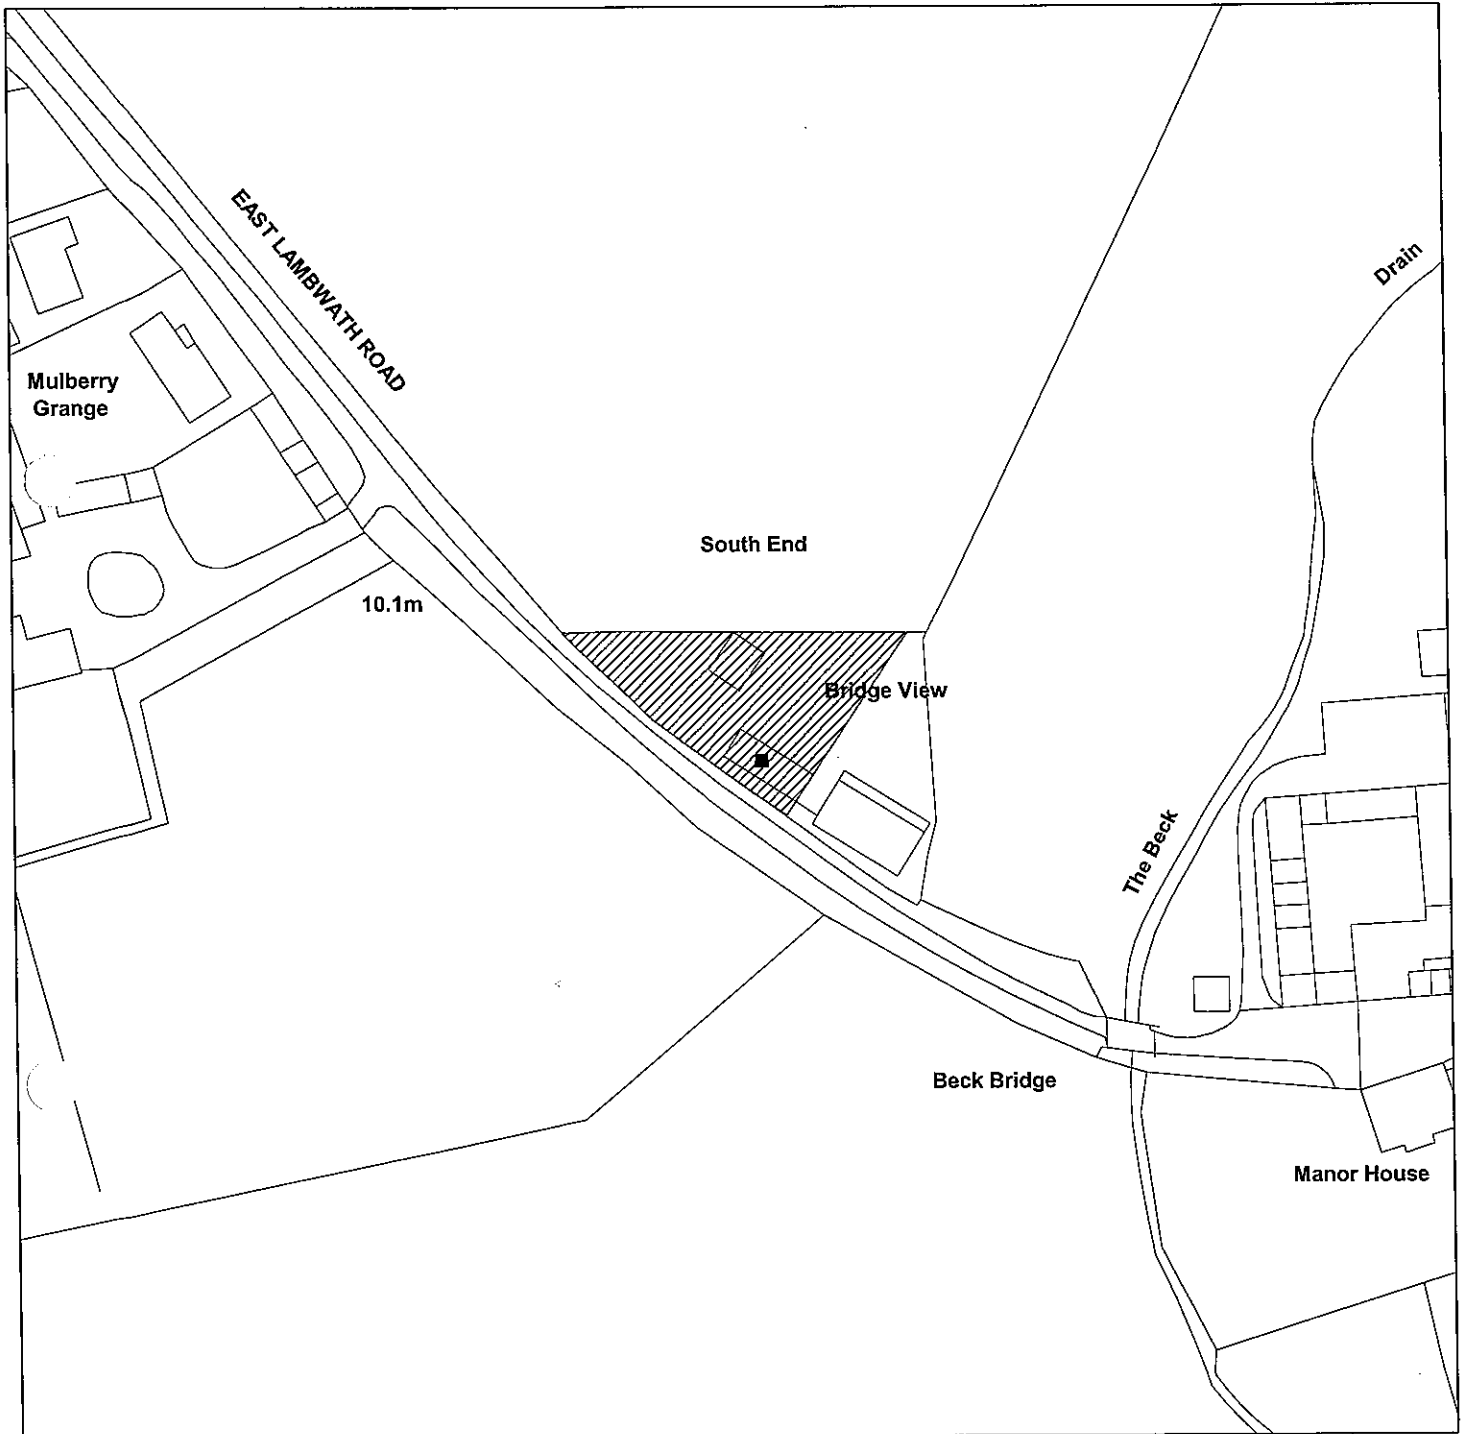 EAST LAMBWATH ROAD
Drain
Mulberry
Grange
South End
10.1m
Bridge View
The Beck
Beck Bridge
Manor House